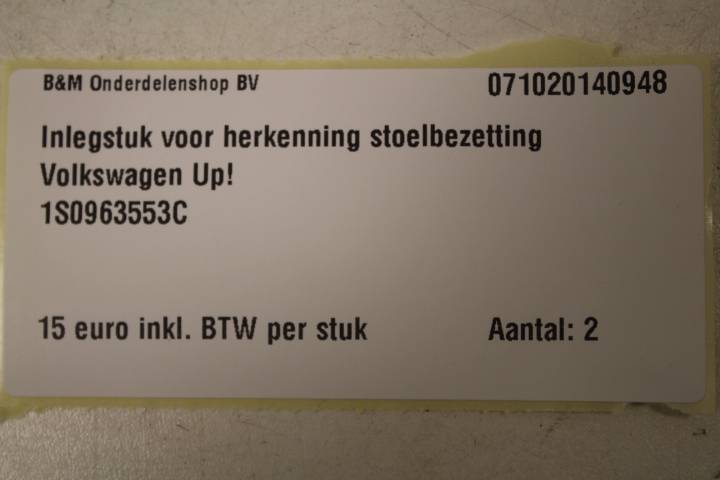 B&M Onderdelenshop BV 071020140948
Inlegstuk voor herkenning stoelbezetting
Volkswagen Up!
1S0963553C
15 euro inkl. BTW per stuk Aantal: 2